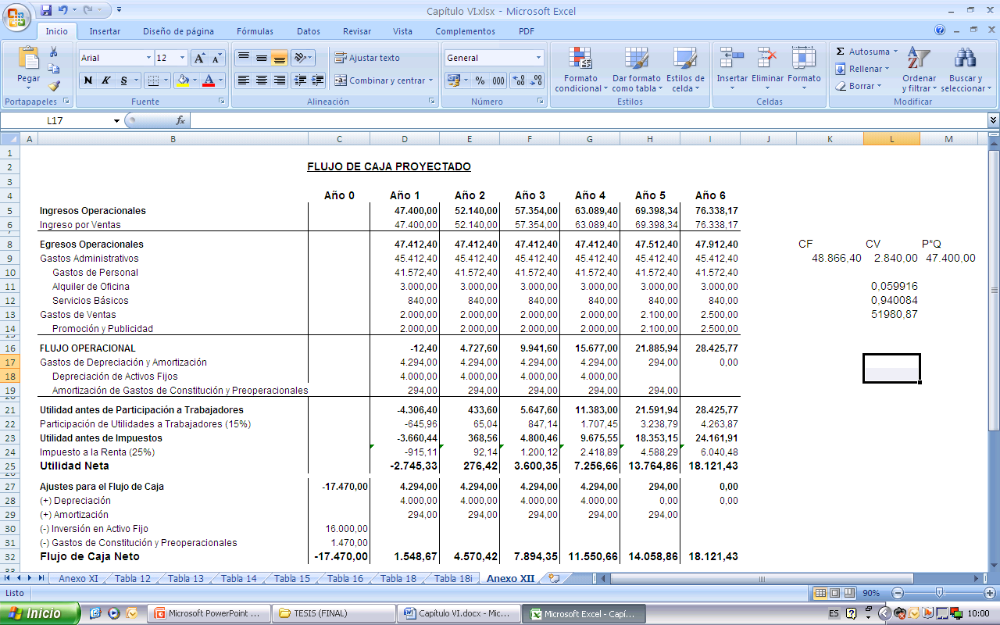 Capítulo VI.xlsx - Microsoft Excel
Inicio Insertar Diseño de página Fórmulas Datos Revisar Vista Complementos PDF
Pegar
Portapapeles
Arial 12
N K S
Fuente
Ajustar texto
Combinar y centrar
Alineación
General
% 000
Número
Formato condicional
Dar formato como tabla
Estilos de celda
Estilos
Insertar Eliminar Formato
Celdas
Σ Autosuma
Rellenar
Borrar
Ordenar y filtrar
Buscar y seleccionar
Modificar
L17 fx
A B C D E F G H I J K L M
1
2 FLUJO DE CAJA PROYECTADO
3
4 Año 0 Año 1 Año 2 Año 3 Año 4 Año 5 Año 6
5 Ingresos Operacionales 47.400,00 52.140,00 57.354,00 63.089,40 69.398,34 76.338,17
6 Ingreso por Ventas 47.400,00 52.140,00 57.354,00 63.089,40 69.398,34 76.338,17
8 Egresos Operacionales 47.412,40 47.412,40 47.412,40 47.412,40 47.512,40 47.912,40 CF CV P*Q
9 Gastos Administrativos 45.412,40 45.412,40 45.412,40 45.412,40 45.412,40 45.412,40 48.866,40 2.840,00 47.400,00
10 Gastos de Personal 41.572,40 41.572,40 41.572,40 41.572,40 41.572,40 41.572,40
11 Alquiler de Oficina 3.000,00 3.000,00 3.000,00 3.000,00 3.000,00 3.000,00 0,059916
12 Servicios Básicos 840,00 840,00 840,00 840,00 840,00 840,00 0,940084
13 Gastos de Ventas 2.000,00 2.000,00 2.000,00 2.000,00 2.100,00 2.500,00 51980,87
14 Promoción y Publicidad 2.000,00 2.000,00 2.000,00 2.000,00 2.100,00 2.500,00
16 FLUJO OPERACIONAL -12,40 4.727,60 9.941,60 15.677,00 21.885,94 28.425,77
17 Gastos de Depreciación y Amortización 4.294,00 4.294,00 4.294,00 4.294,00 294,00 0,00
18 Depreciación de Activos Fijos 4.000,00 4.000,00 4.000,00 4.000,00
19 Amortización de Gastos de Constitución y Preoperacionales 294,00 294,00 294,00 294,00 294,00
21 Utilidad antes de Participación a Trabajadores -4.306,40 433,60 5.647,60 11.383,00 21.591,94 28.425,77
22 Participación de Utilidades a Trabajadores (15%) -645,96 65,04 847,14 1.707,45 3.238,79 4.263,87
23 Utilidad antes de Impuestos -3.660,44 368,56 4.800,46 9.675,55 18.353,15 24.161,91
24 Impuesto a la Renta (25%) -915,11 92,14 1.200,12 2.418,89 4.588,29 6.040,48
25 Utilidad Neta -2.745,33 276,42 3.600,35 7.256,66 13.764,86 18.121,43
27 Ajustes para el Flujo de Caja -17.470,00 4.294,00 4.294,00 4.294,00 4.294,00 294,00 0,00
28 (+) Depreciación 4.000,00 4.000,00 4.000,00 4.000,00 0,00 0,00
29 (+) Amortización 294,00 294,00 294,00 294,00 294,00
30 (-) Inversión en Activo Fijo 16.000,00
31 (-) Gastos de Constitución y Preoperacionales 1.470,00
32 Flujo de Caja Neto -17.470,00 1.548,67 4.570,42 7.894,35 11.550,66 14.058,86 18.121,43
Anexo XI Tabla 12 Tabla 13 Tabla 14 Tabla 15 Tabla 16 Tabla 18 Tabla 18i Anexo XII
Listo 90%
Inicio Microsoft PowerPoint ... TESIS (FINAL) Capítulo VI.docx - Mic... Microsoft Excel - Capí... ES 10:00